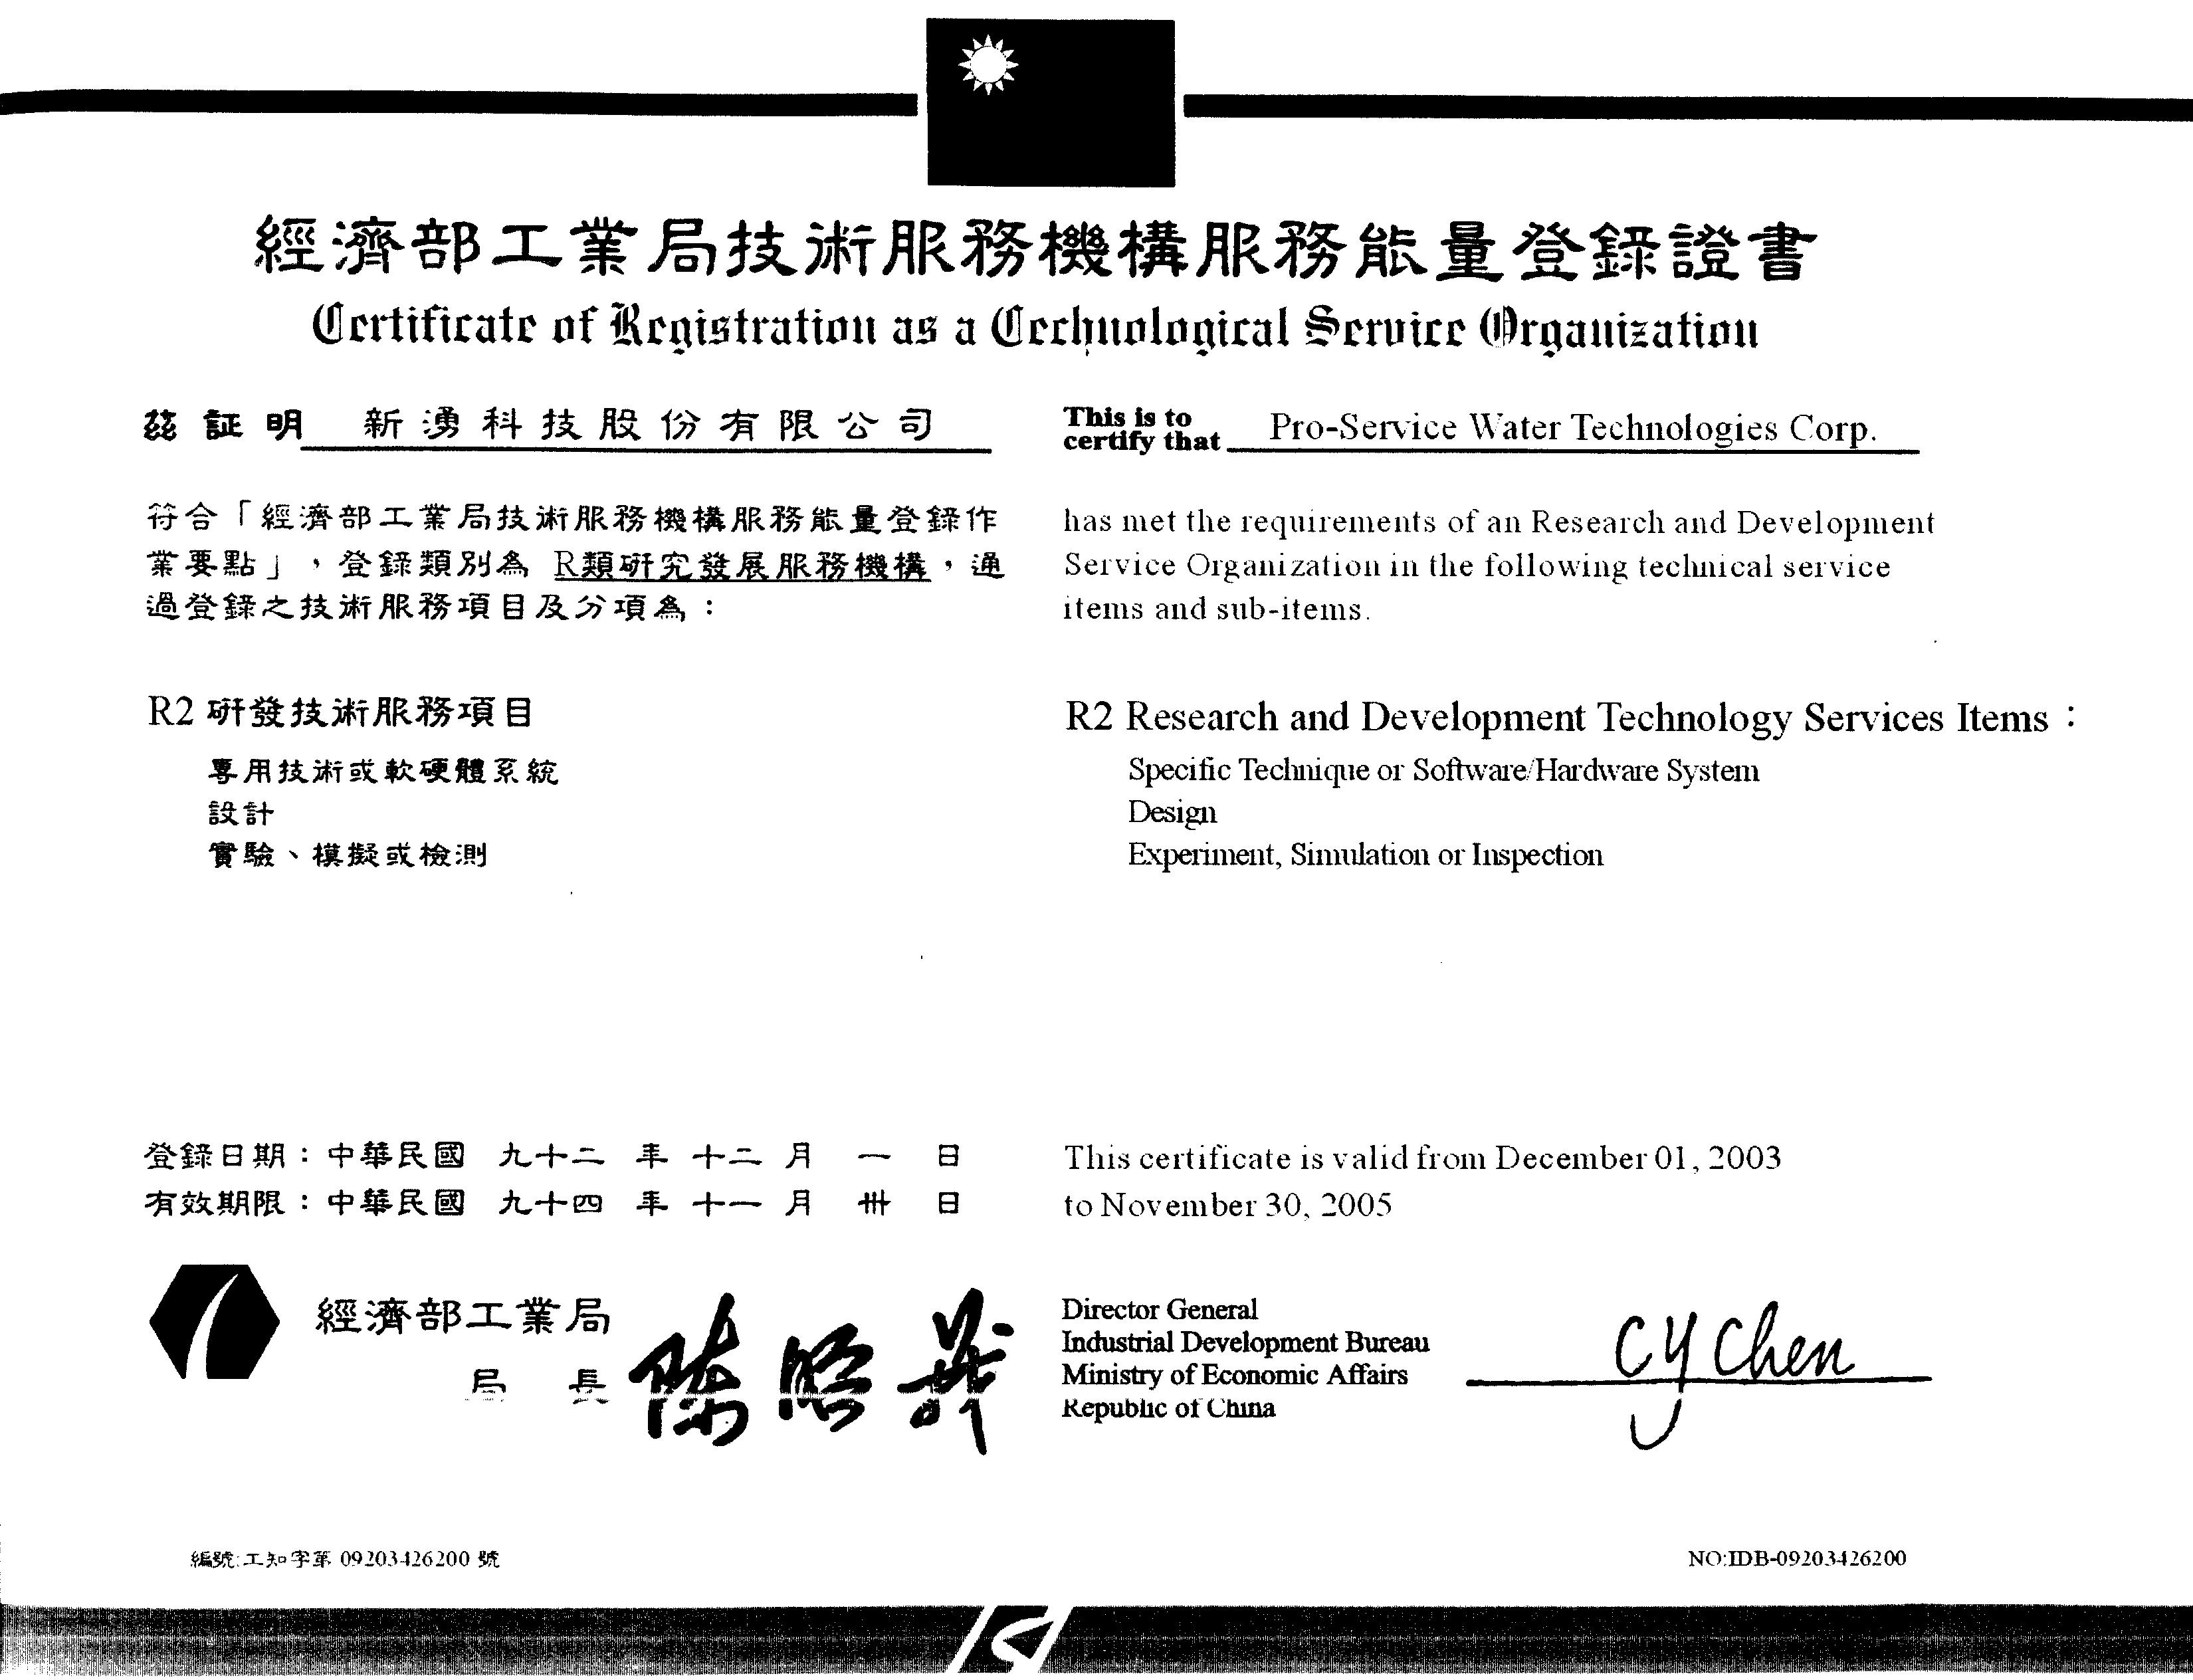 經濟部工業局技術服務機構服務能量登錄證書
Certificate of Registration as a Technological Service Organization
茲證明 新湧科技股份有限公司
符合「經濟部工業局技術服務機構服務能量登錄作
業要點」，登錄類別為 R類研究發展服務機構，通
過登錄之技術服務項目及分項為：
R2 研發技術服務項目
專用技術或軟硬體系統
設計
實驗、模擬或檢測
This is to
certify that Pro-Service Water Technologies Corp.
has met the requirements of an Research and Development
Service Organization in the following technical service
items and sub-items.
R2 Research and Development Technology Services Items：
Specific Technique or Software/Hardware System
Design
Experiment, Simulation or Inspection
登錄日期：中華民國 九十二 年 十二 月 一 日
有效期限：中華民國 九十四 年 十一 月 卅 日
This certificate is valid from December 01, 2003
to November 30, 2005
經濟部工業局
局 長 陳昭義
Director General
Industrial Development Bureau
Ministry of Economic Affairs
Republic of China
CY Chen
編號:工知字第 09203426200 號
NO:IDB-09203426200